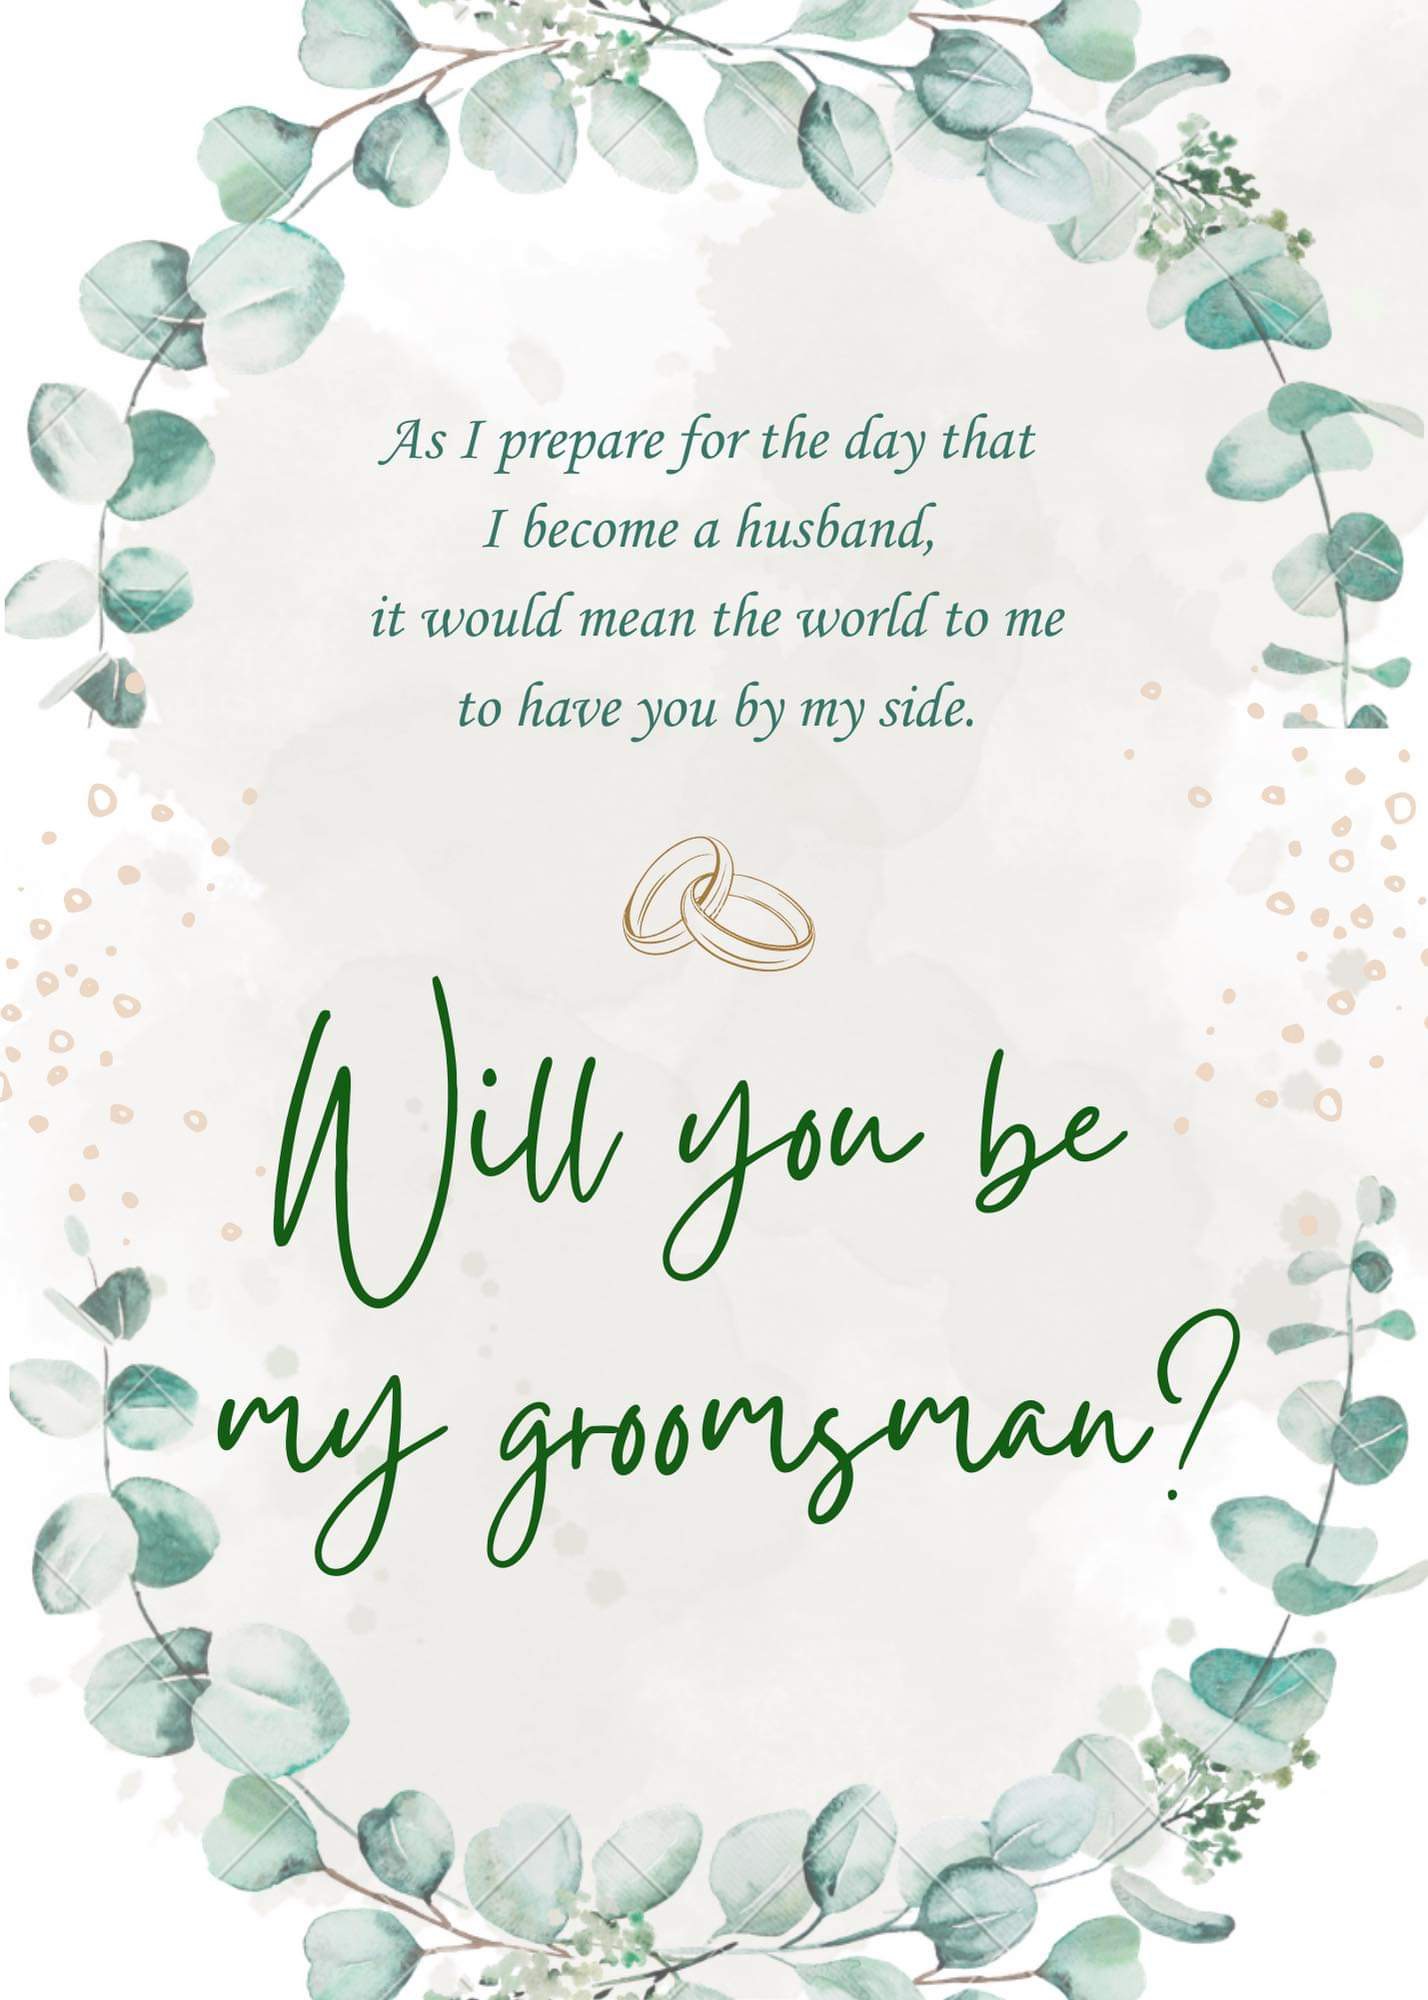 As I prepare for the day that
I become a husband,
it would mean the world to me
to have you by my side.
Will you be
my groomsman?